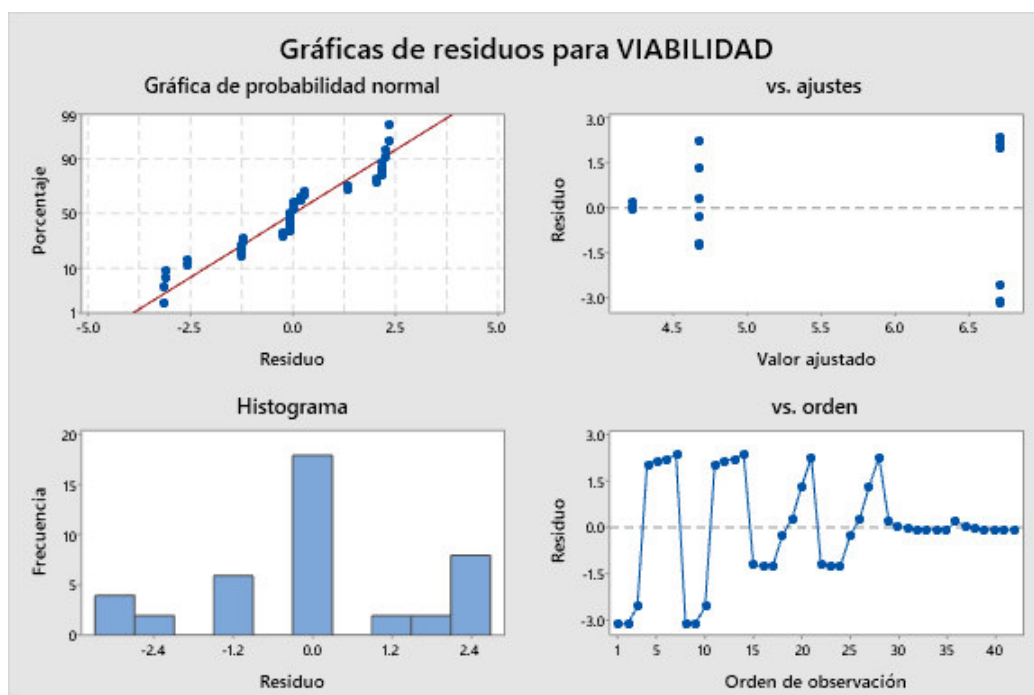 Gráficas de residuos para VIABILIDAD
Gráfica de probabilidad normal
99
90
50
10
1
Porcentaje
-5.0 -2.5 0.0 2.5 5.0
Residuo
vs. ajustes
3.0
1.5
0.0
-1.5
-3.0
Residuo
4.5 5.0 5.5 6.0 6.5
Valor ajustado
Histograma
20
15
10
5
0
Frecuencia
-2.4 -1.2 0.0 1.2 2.4
Residuo
vs. orden
3.0
1.5
0.0
-1.5
-3.0
Residuo
1 5 10 15 20 25 30 35 40
Orden de observación